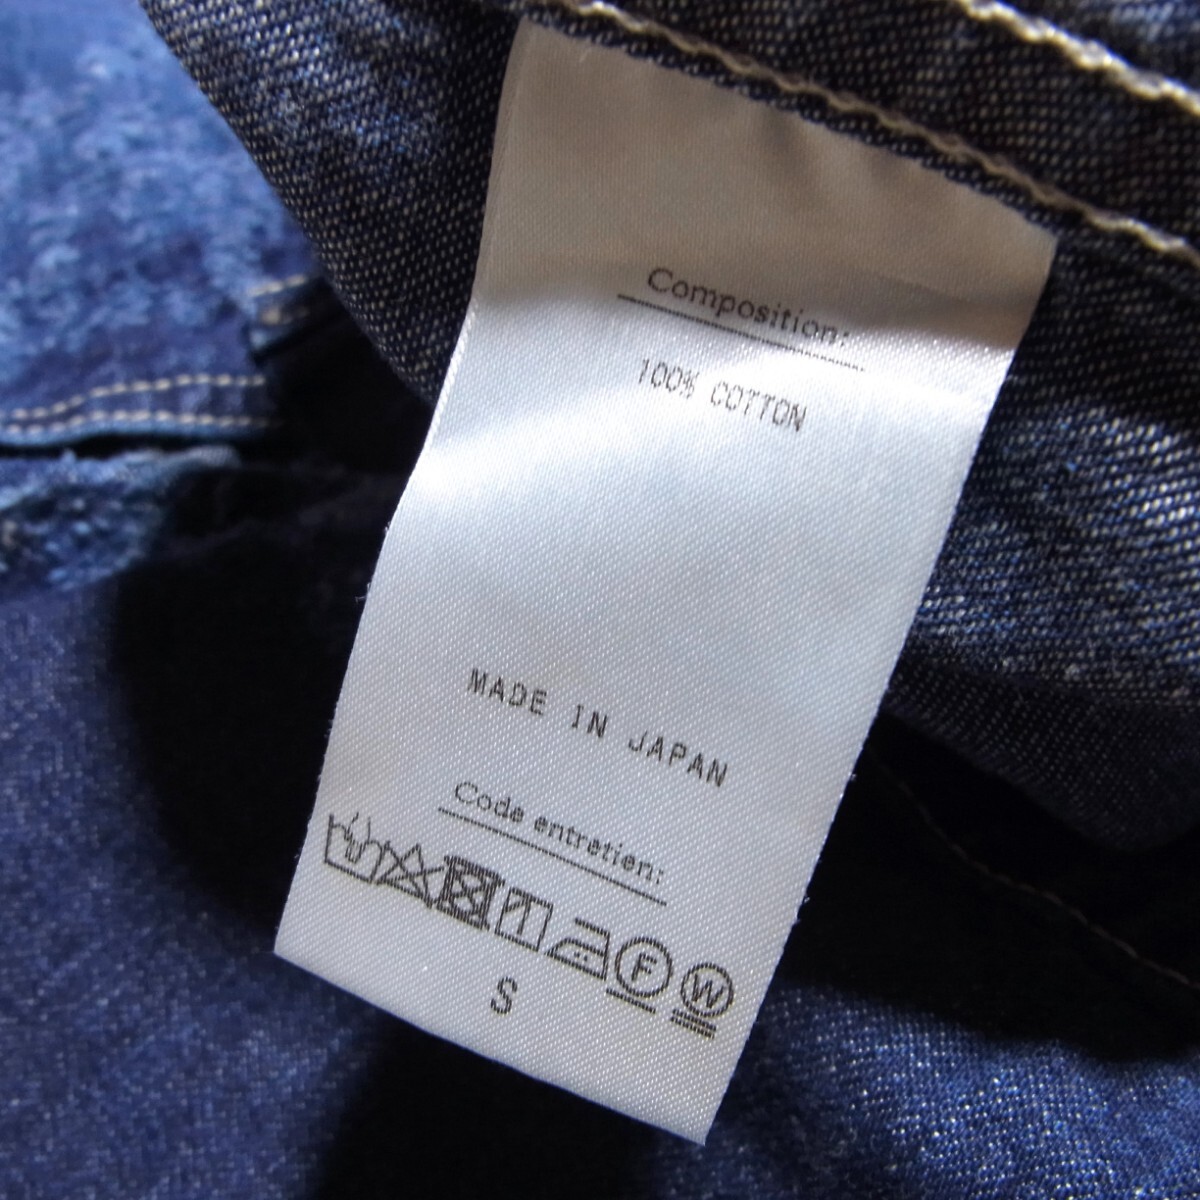 Composition:
100% COTTON
MADE IN JAPAN
Code entretien:
F W
S